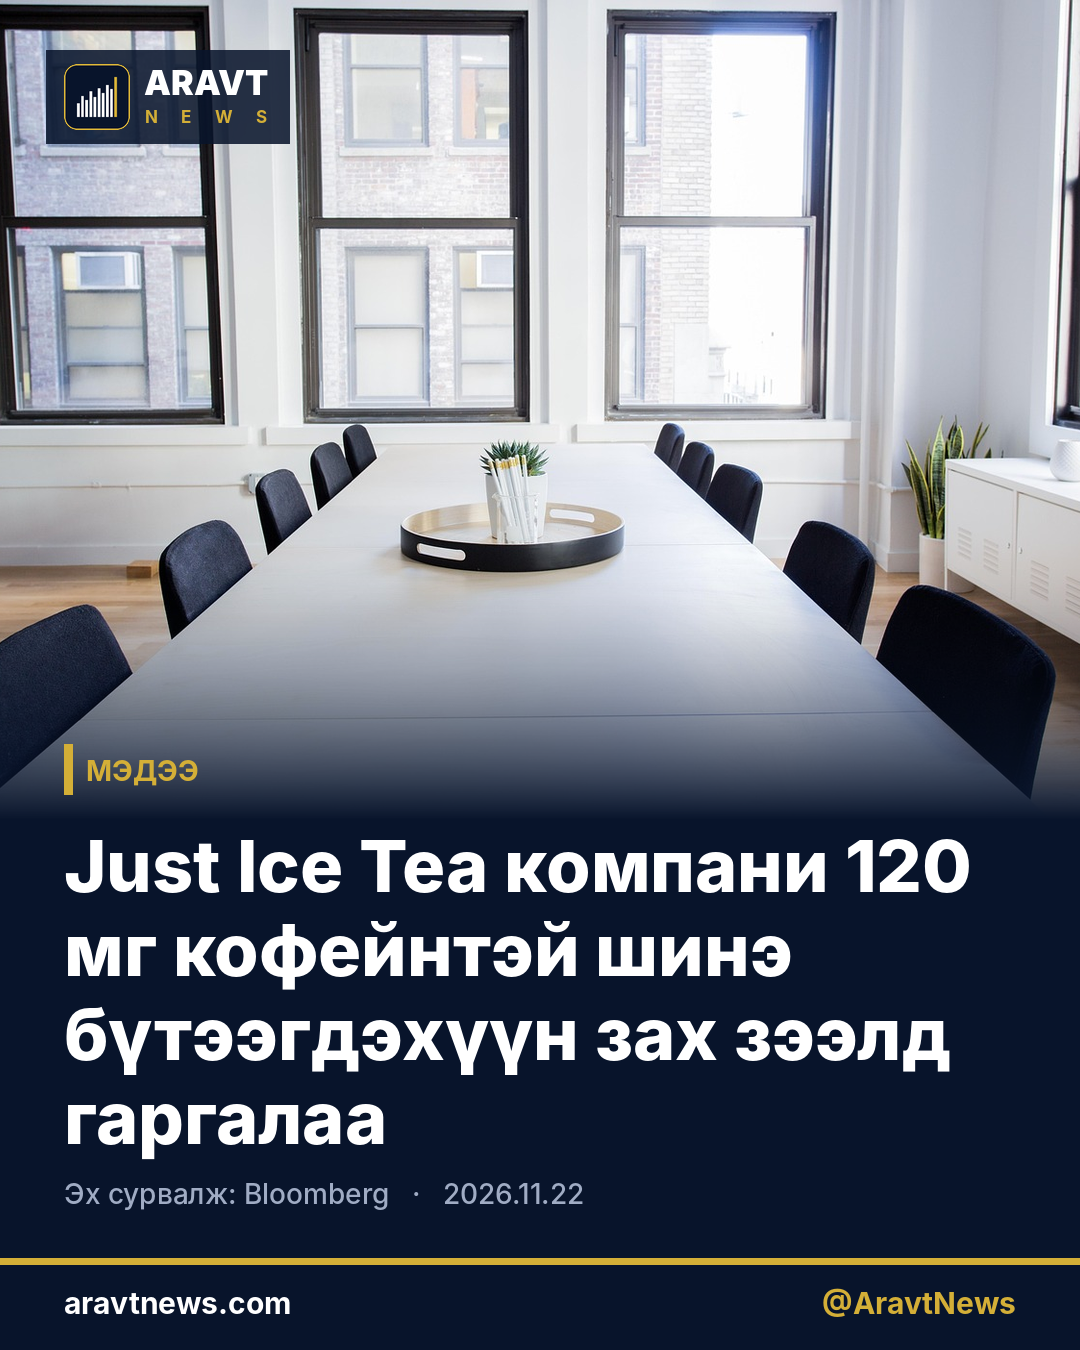 ARAVT
NEWS
МЭДЭЭ
Just Ice Tea компани 120
мг кофейнтэй шинэ
бүтээгдэхүүн зах зээлд
гаргалаа
Эх сурвалж: Bloomberg · 2026.11.22
aravtnews.com
@AravtNews